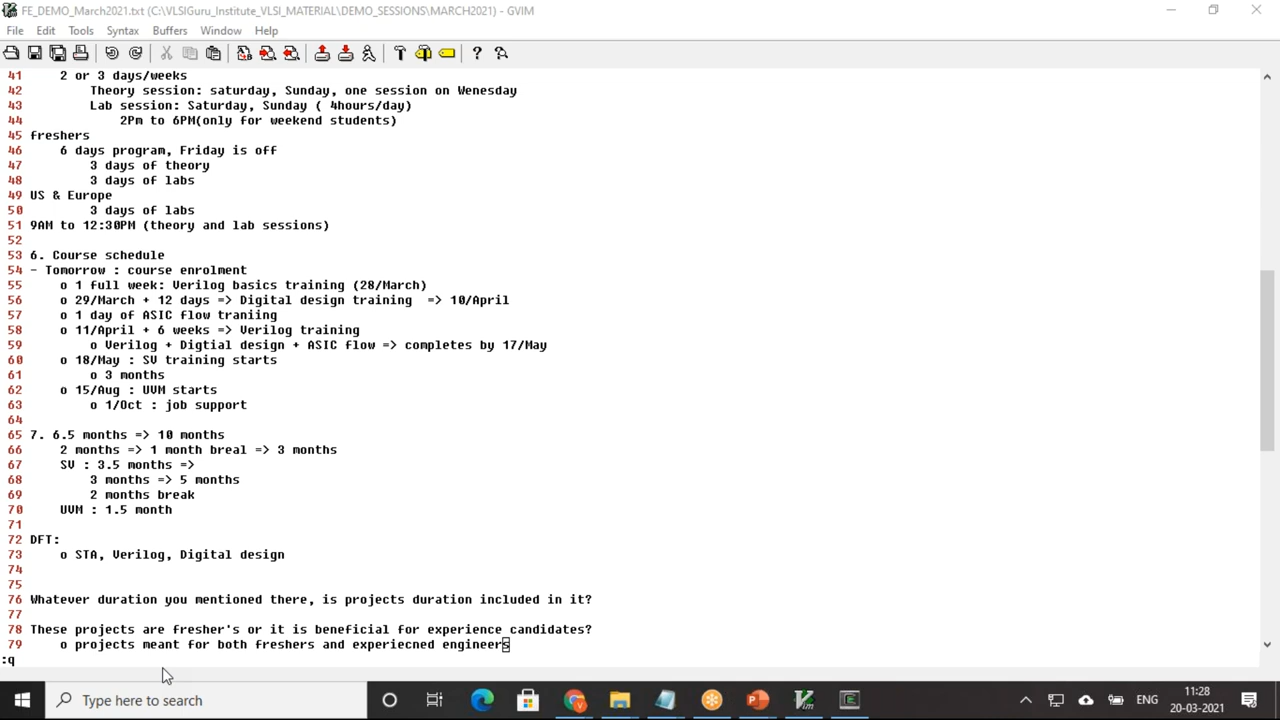 FE_DEMO_March2021.txt (C:\VLSIGuru_Institute_VLSI_MATERIAL\DEMO_SESSIONS\MARCH2021) - GVIM
File Edit Tools Syntax Buffers Window Help
41 2 or 3 days/weeks
42 Theory session: saturday, Sunday, one session on Wenesday
43 Lab session: Saturday, Sunday ( 4hours/day)
44 2Pm to 6PM(only for weekend students)
45 freshers
46 6 days program, Friday is off
47 3 days of theory
48 3 days of labs
49 US & Europe
50 3 days of labs
51 9AM to 12:30PM (theory and lab sessions)
52
53 6. Course schedule
54 - Tomorrow : course enrolment
55 o 1 full week: Verilog basics training (28/March)
56 o 29/March + 12 days => Digital design training => 10/April
57 o 1 day of ASIC flow traniing
58 o 11/April + 6 weeks => Verilog training
59 o Verilog + Digtial design + ASIC flow => completes by 17/May
60 o 18/May : SV training starts
61 o 3 months
62 o 15/Aug : UVM starts
63 o 1/Oct : job support
64
65 7. 6.5 months => 10 months
66 2 months => 1 month breal => 3 months
67 SV : 3.5 months =>
68 3 months => 5 months
69 2 months break
70 UVM : 1.5 month
71
72 DFT:
73 o STA, Verilog, Digital design
74
75
76 Whatever duration you mentioned there, is projects duration included in it?
77
78 These projects are fresher's or it is beneficial for experience candidates?
79 o projects meant for both freshers and experiecned engineers
:q
Type here to search
ENG
11:28
20-03-2021